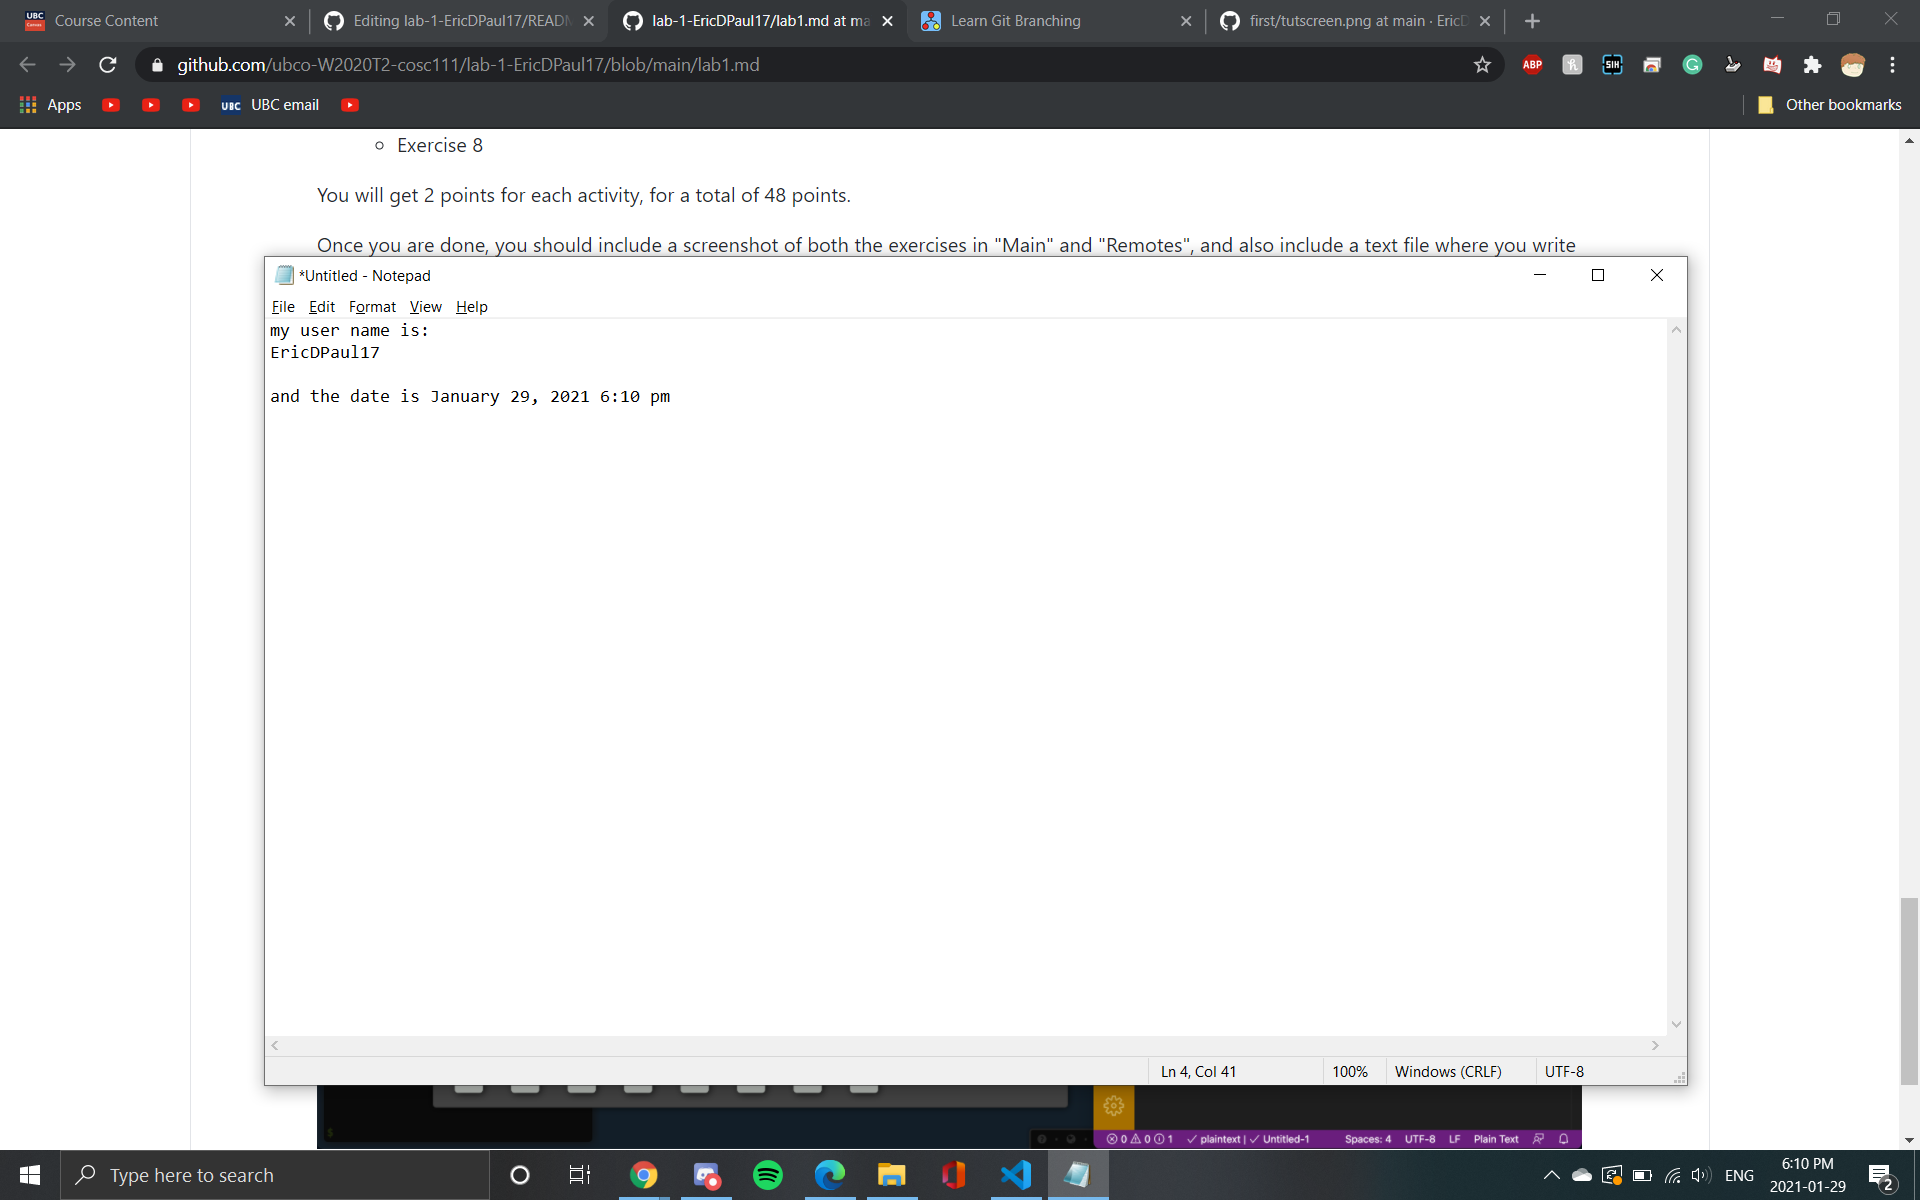 Course Content
Editing lab-1-EricDPaul17/READM
lab-1-EricDPaul17/lab1.md at ma
Learn Git Branching
first/tutscreen.png at main · EricD
github.com/ubco-W2020T2-cosc111/lab-1-EricDPaul17/blob/main/lab1.md
ABP
SIH
Apps
UBC
UBC email
Other bookmarks
Exercise 8
You will get 2 points for each activity, for a total of 48 points.
Once you are done, you should include a screenshot of both the exercises in "Main" and "Remotes", and also include a text file where you write
*Untitled - Notepad
File Edit Format View Help
my user name is:
EricDPaul17
and the date is January 29, 2021 6:10 pm
Ln 4, Col 41
100%
Windows (CRLF)
UTF-8
$
0 0 1 plaintext | Untitled-1 Spaces: 4 UTF-8 LF Plain Text
Type here to search
ENG
6:10 PM
2021-01-29
2